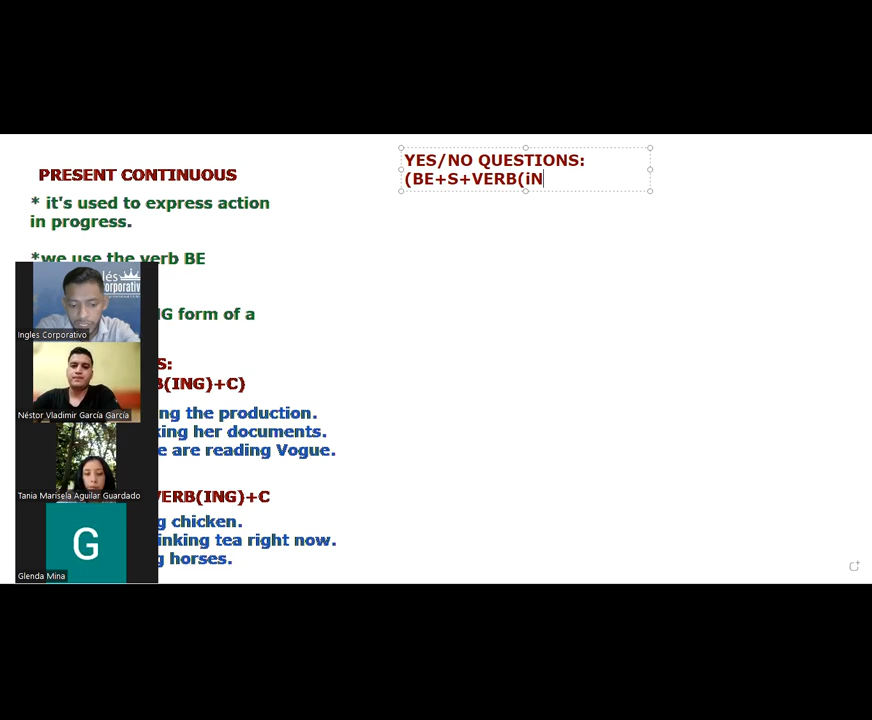 PRESENT CONTINUOUS
* it's used to express action
in progress.
*we use the verb BE
G form of a
S:
B(ING)+C)
ng the production.
king her documents.
e are reading Vogue.
VERB(ING)+C
g chicken.
inking tea right now.
g horses.
YES/NO QUESTIONS:
(BE+S+VERB(iN
lés
orporativ
Ingles Corporativo
Néstor Vladimir García García
Tania Marisela Aguilar Guardado
G
Glenda Mina